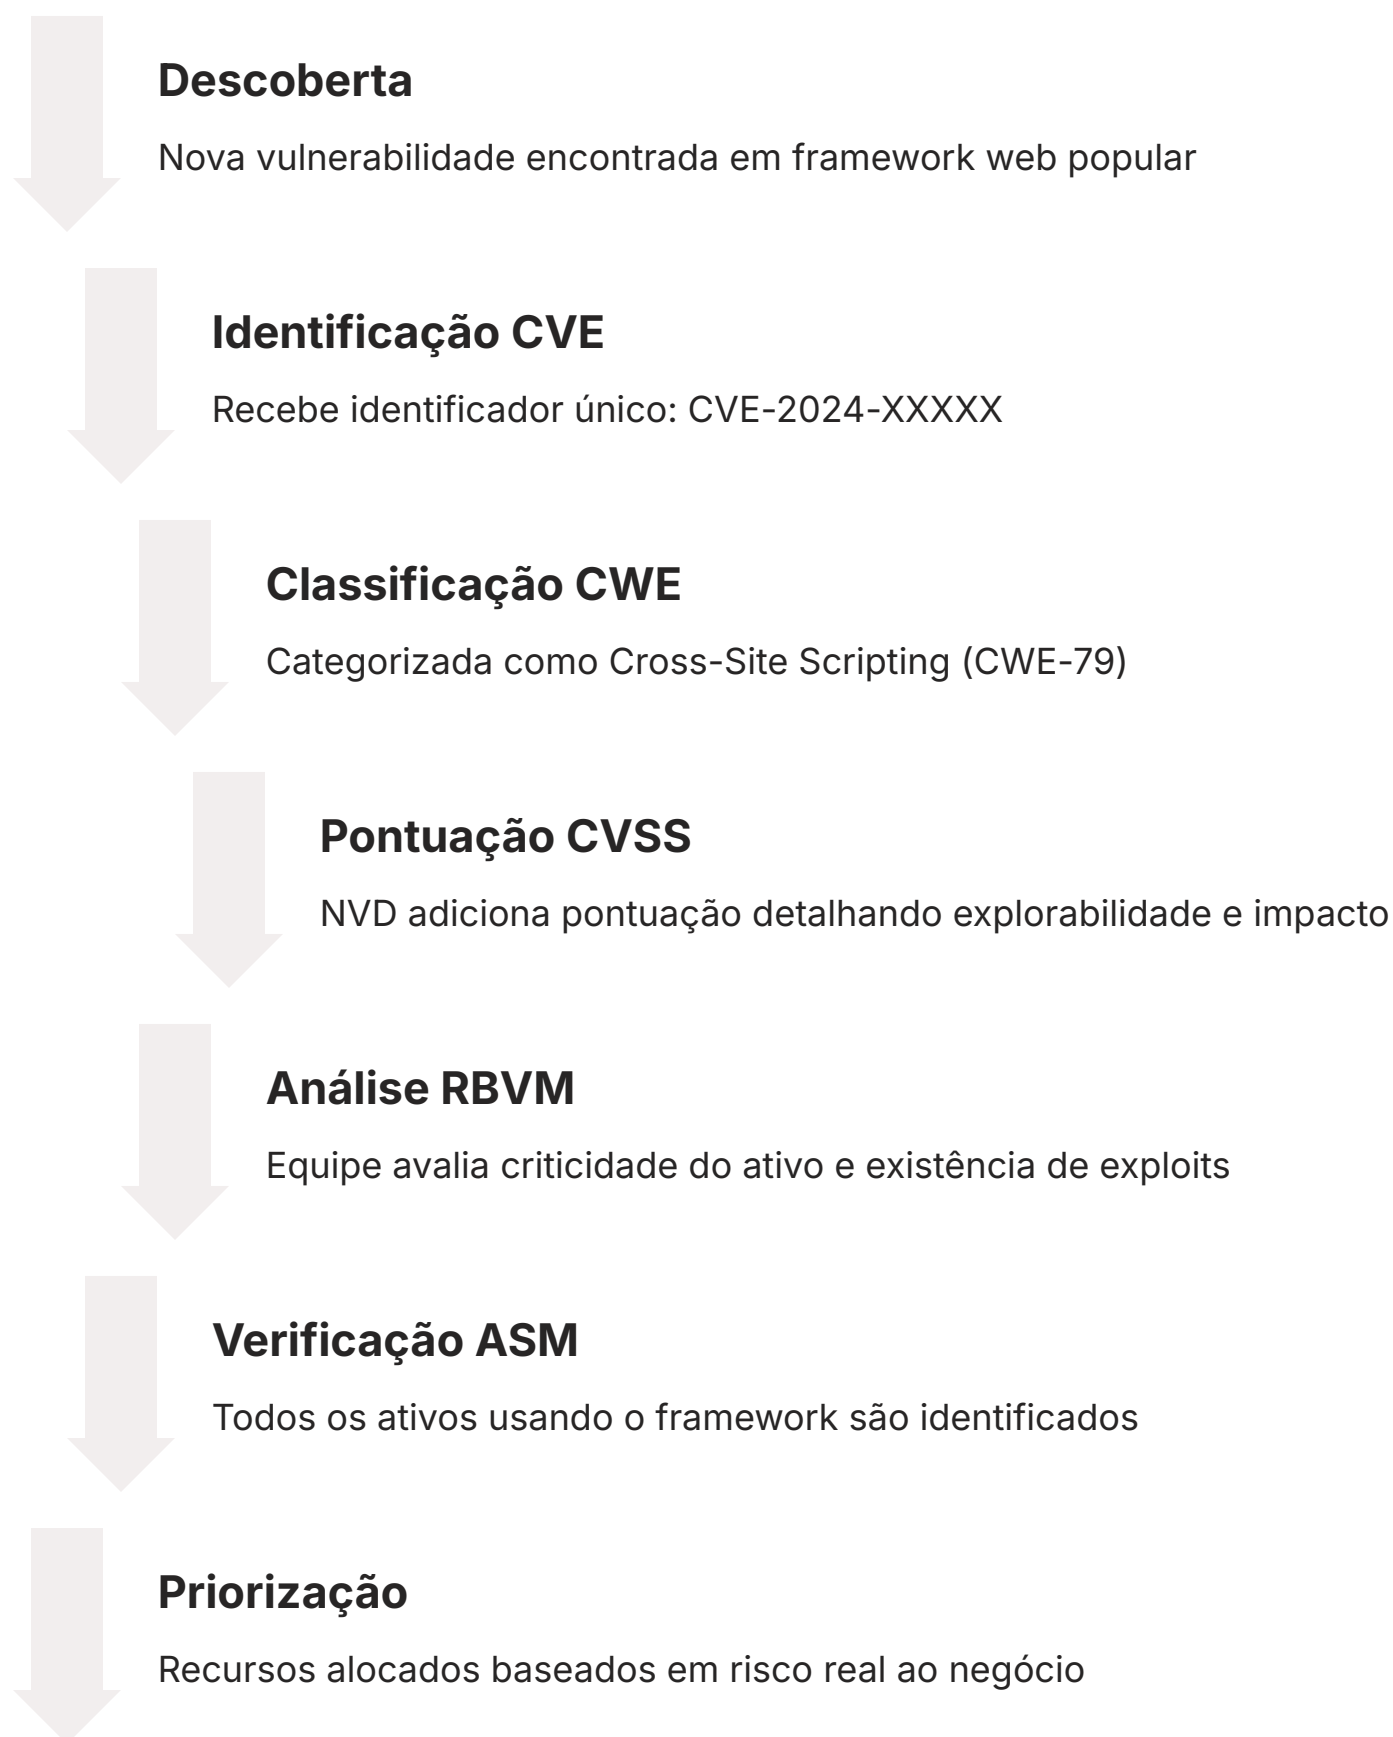 Descoberta
Nova vulnerabilidade encontrada em framework web popular
Identificação CVE
Recebe identificador único: CVE-2024-XXXXX
Classificação CWE
Categorizada como Cross-Site Scripting (CWE-79)
Pontuação CVSS
NVD adiciona pontuação detalhando explorabilidade e impacto
Análise RBVM
Equipe avalia criticidade do ativo e existência de exploits
Verificação ASM
Todos os ativos usando o framework são identificados
Priorização
Recursos alocados baseados em risco real ao negócio